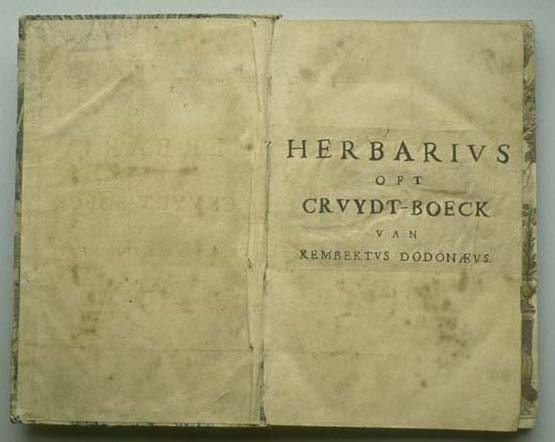 HERBARIVS
OFT
CRVYDT-BOECK
VAN
REMBERTVS DODONÆVS.